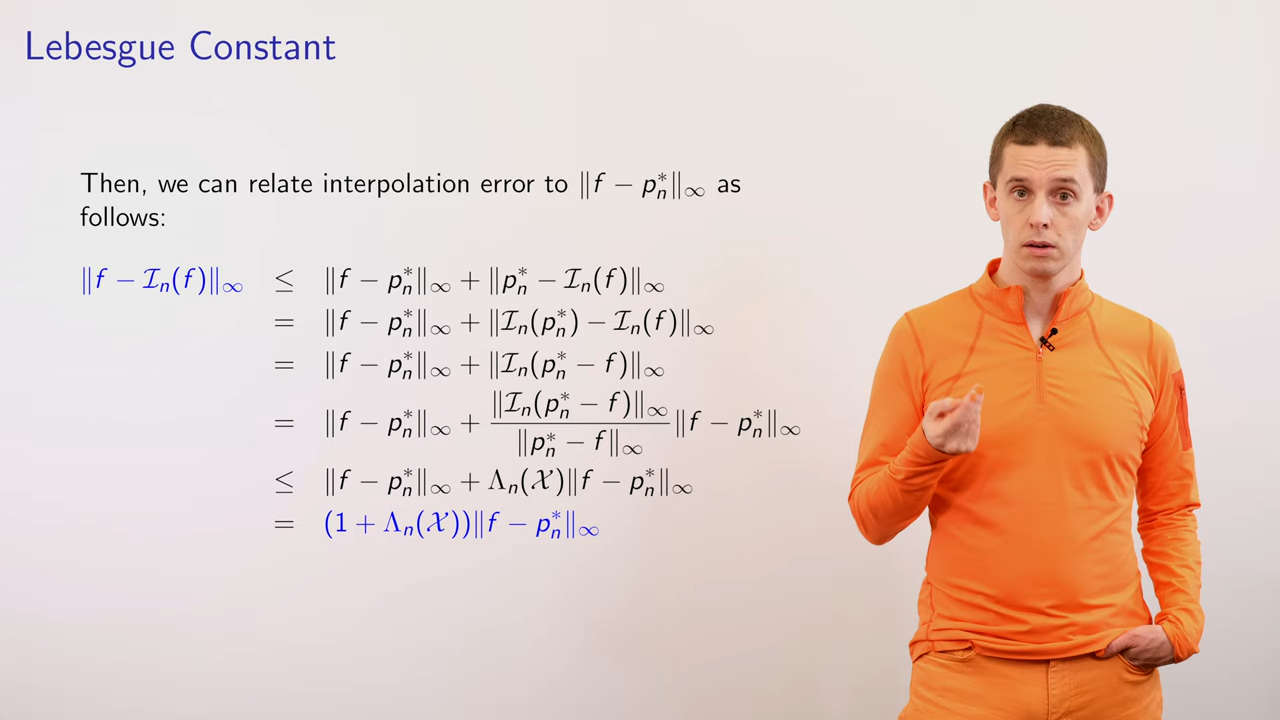 Lebesgue Constant
Then, we can relate interpolation error to ‖f − p*ₙ‖∞ as
follows:
‖f − ℐₙ(f)‖∞ ≤ ‖f − p*ₙ‖∞ + ‖p*ₙ − ℐₙ(f)‖∞
= ‖f − p*ₙ‖∞ + ‖ℐₙ(p*ₙ) − ℐₙ(f)‖∞
= ‖f − p*ₙ‖∞ + ‖ℐₙ(p*ₙ − f)‖∞
= ‖f − p*ₙ‖∞ + ‖ℐₙ(p*ₙ − f)‖∞ / ‖p*ₙ − f‖∞ ‖f − p*ₙ‖∞
≤ ‖f − p*ₙ‖∞ + Λₙ(𝒳)‖f − p*ₙ‖∞
= (1 + Λₙ(𝒳))‖f − p*ₙ‖∞